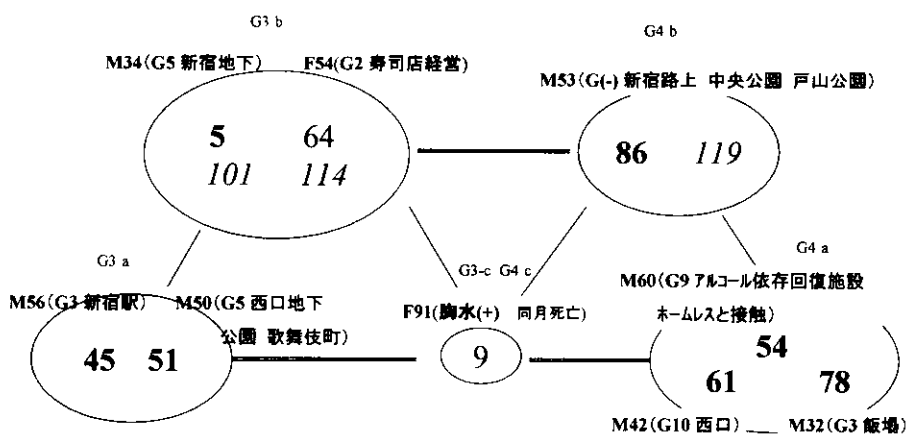 G3 b
G4 b
M34(G5 新宿地下) F54(G2 寿司店経営)
M53(G(-) 新宿路上 中央公園 戸山公園)
5 64
101 114
86 119
G3 a
G3-c G4 c
G4 a
M56(G3 新宿駅) M50(G5 西口地下
公園 歌舞伎町)
F91(胸水(+) 同月死亡)
M60(G9 アルコール依存回復施設
ホームレスと接触)
45 51
9
54
61 78
M42(G10 西口) M32(G3 飯場)